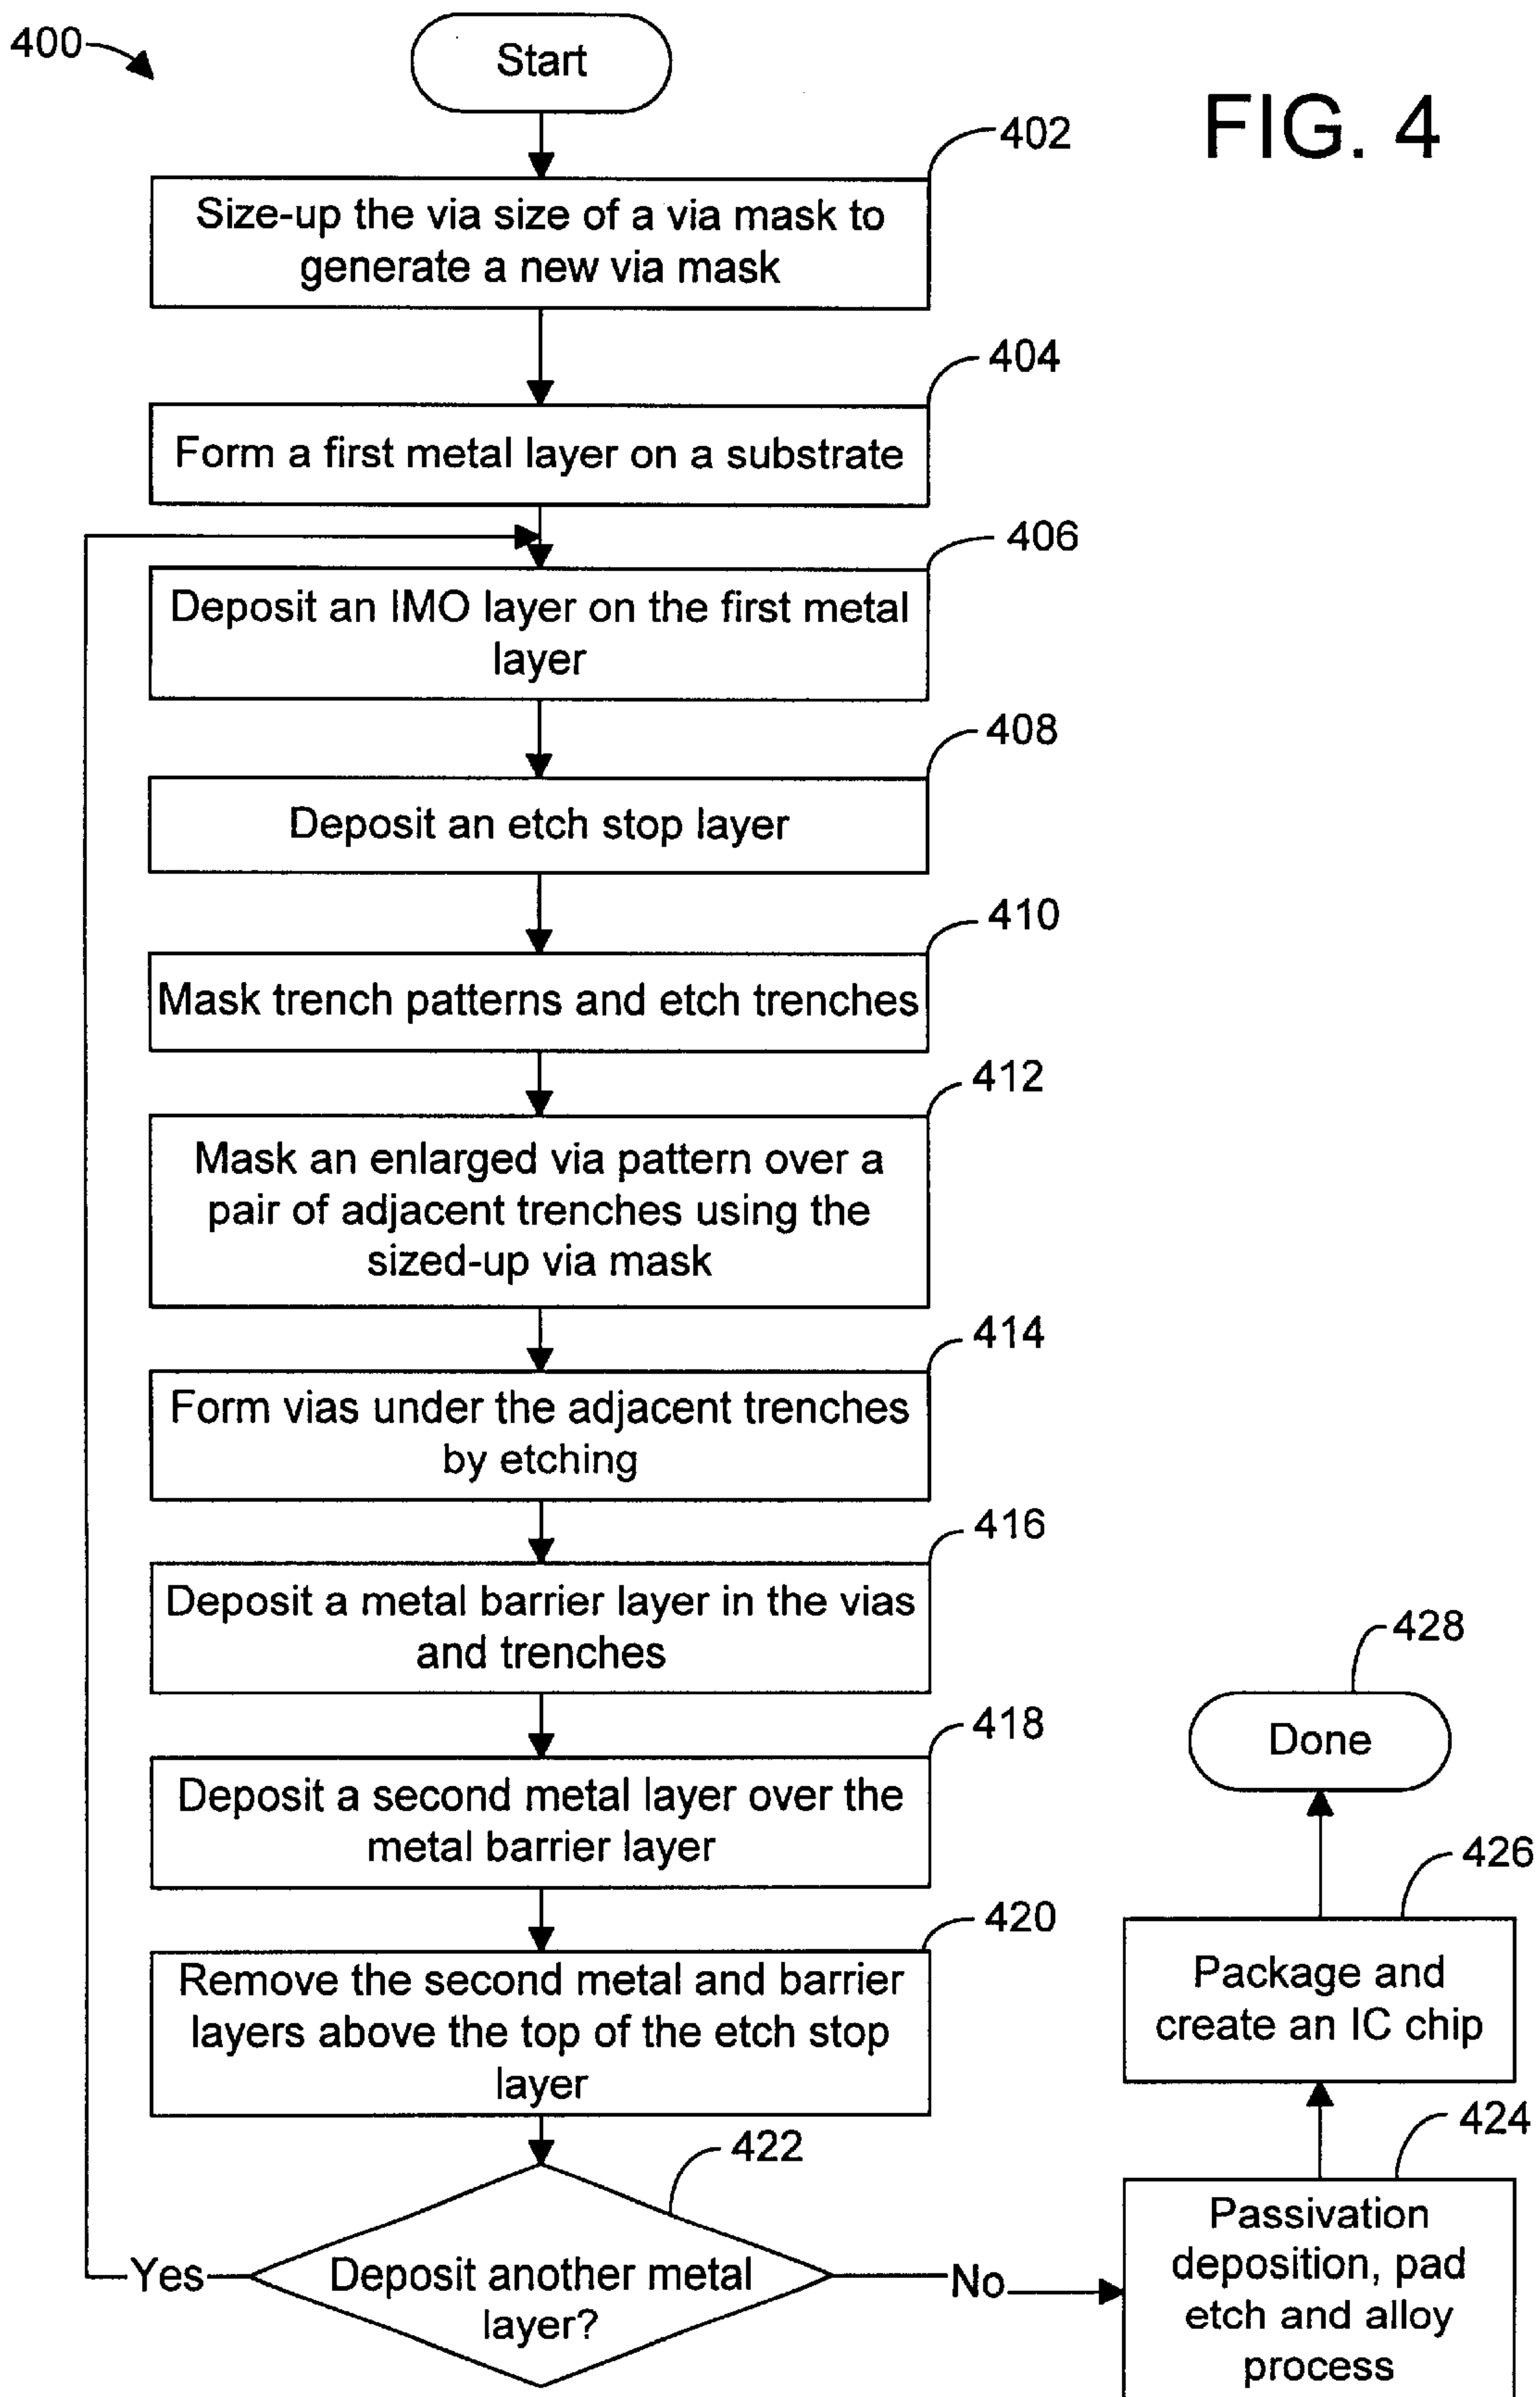 400
Start
FIG. 4
402
Size-up the via size of a via mask to
generate a new via mask
404
Form a first metal layer on a substrate
406
Deposit an IMO layer on the first metal
layer
408
Deposit an etch stop layer
410
Mask trench patterns and etch trenches
412
Mask an enlarged via pattern over a
pair of adjacent trenches using the
sized-up via mask
414
Form vias under the adjacent trenches
by etching
416
Deposit a metal barrier layer in the vias
and trenches
418
Deposit a second metal layer over the
metal barrier layer
420
Remove the second metal and barrier
layers above the top of the etch stop
layer
422
Deposit another metal
layer?
Yes
No
424
Passivation
deposition, pad
etch and alloy
process
426
Package and
create an IC chip
428
Done